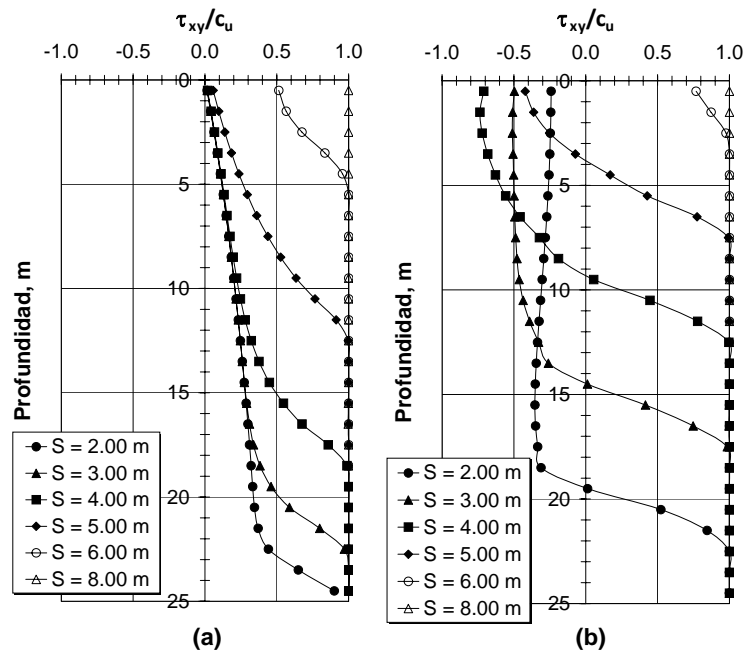 τxy/cu
-1.0 -0.5 0.0 0.5 1.0
0
5
10
15
20
25
Profundidad, m
S = 2.00 m
S = 3.00 m
S = 4.00 m
S = 5.00 m
S = 6.00 m
S = 8.00 m
(a)
τxy/cu
-1.0 -0.5 0.0 0.5 1.0
0
5
10
15
20
25
Profundidad, m
S = 2.00 m
S = 3.00 m
S = 4.00 m
S = 5.00 m
S = 6.00 m
S = 8.00 m
(b)